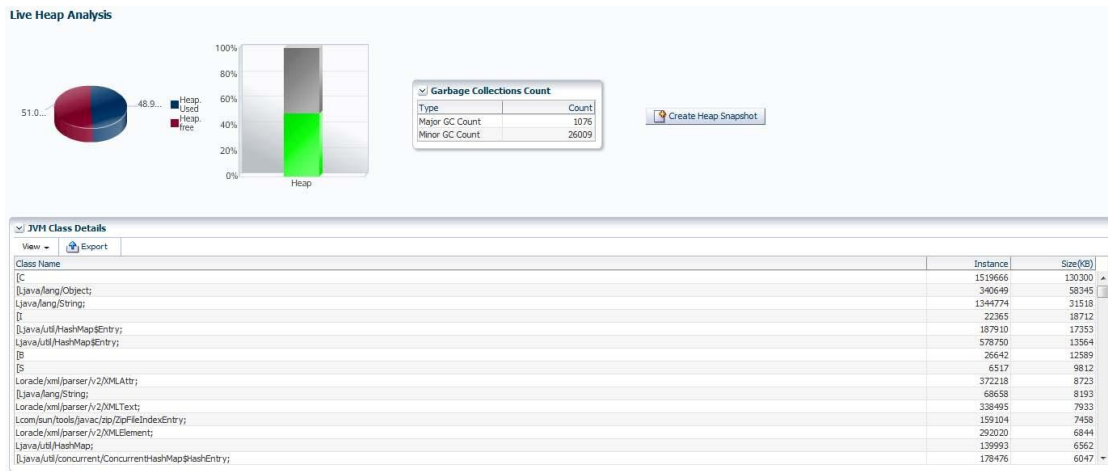 Live Heap Analysis
100%
80%
60%
40%
20%
0%
Heap
51.0...
48.9...
Heap.
Used
Heap.
free
Garbage Collections Count
Type Count
Major GC Count 1076
Minor GC Count 26009
Create Heap Snapshot
JVM Class Details
View Export
Class Name Instance Size(KB)
[C 1519666 130300
[Ljava/lang/Object; 340649 58345
Ljava/lang/String; 1344774 31518
[I 22365 18712
[Ljava/util/HashMap$Entry; 187910 17353
Ljava/util/HashMap$Entry; 578750 13564
[B 26642 12589
[S 6517 9812
Loracle/xml/parser/v2/XMLAttr; 372218 8723
[Ljava/lang/String; 68658 8193
Loracle/xml/parser/v2/XMLText; 338495 7933
Lcom/sun/tools/javac/zip/ZipFileIndexEntry; 159104 7458
Loracle/xml/parser/v2/XMLElement; 292020 6844
Ljava/util/HashMap; 139993 6562
[Ljava/util/concurrent/ConcurrentHashMap$HashEntry; 178476 6047